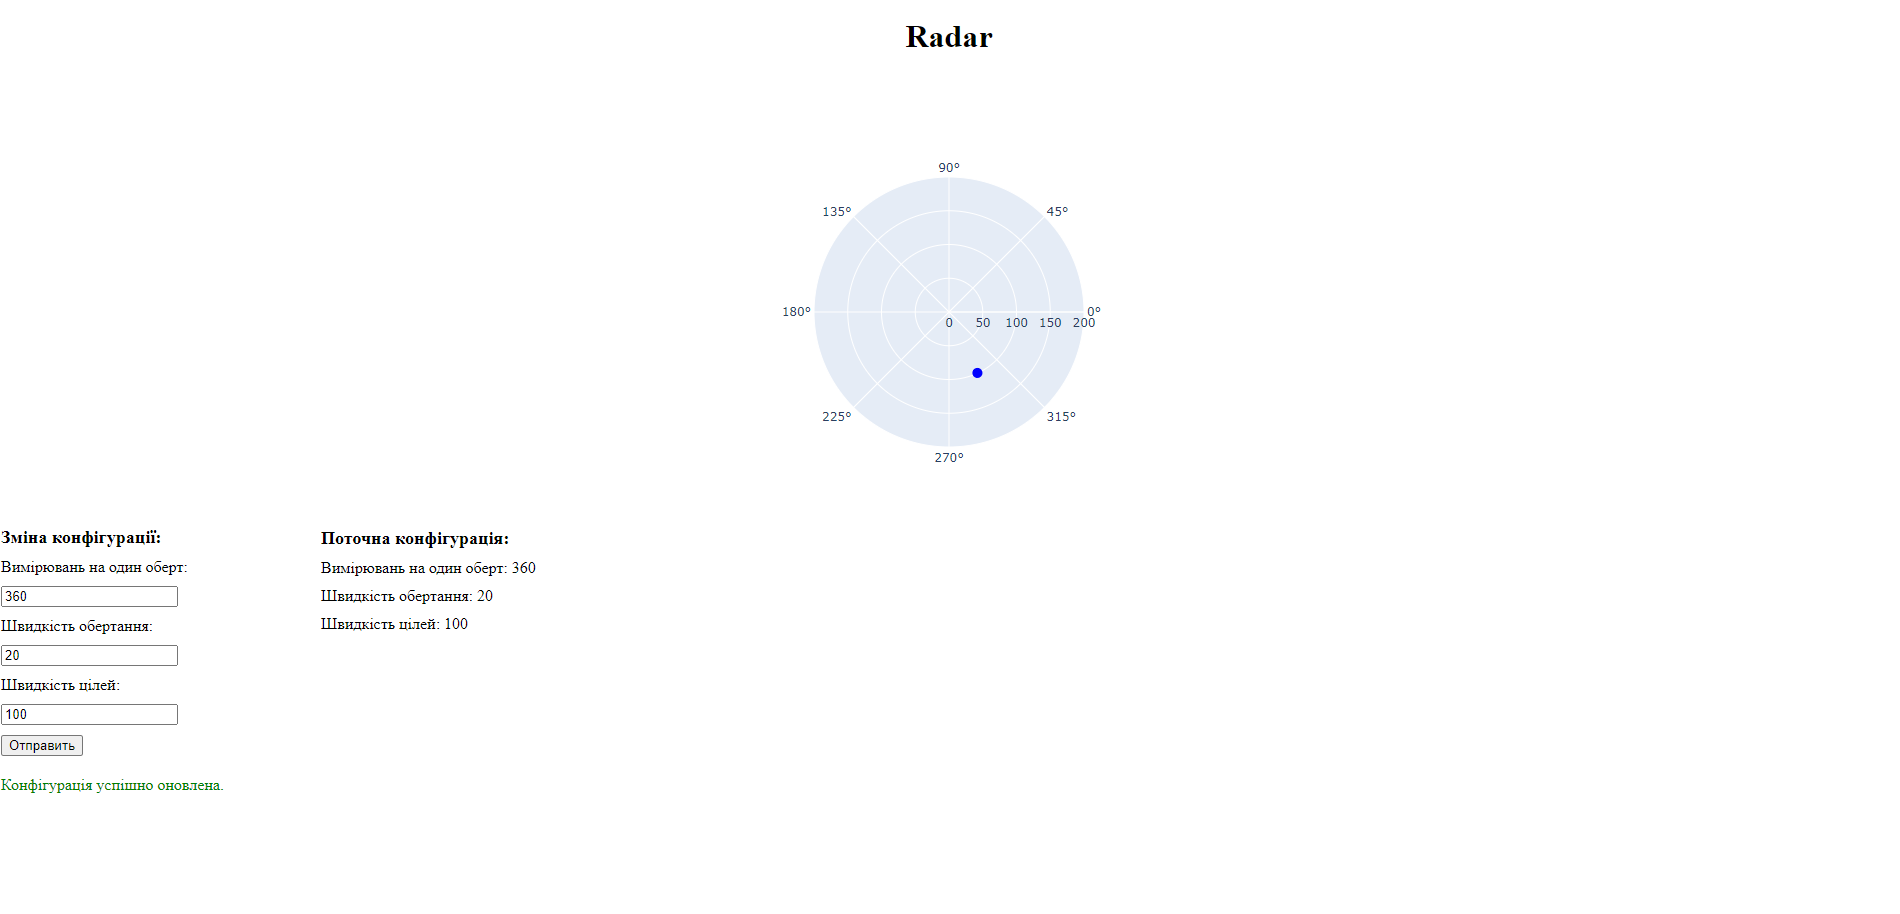 Radar
90°
135°
45°
180°
0°
0 50 100 150 200
225°
315°
270°
Зміна конфігурації:
Вимірювань на один оберт:
360
Швидкість обертання:
20
Швидкість цілей:
100
Отправить
Конфігурація успішно оновлена.
Поточна конфігурація:
Вимірювань на один оберт: 360
Швидкість обертання: 20
Швидкість цілей: 100